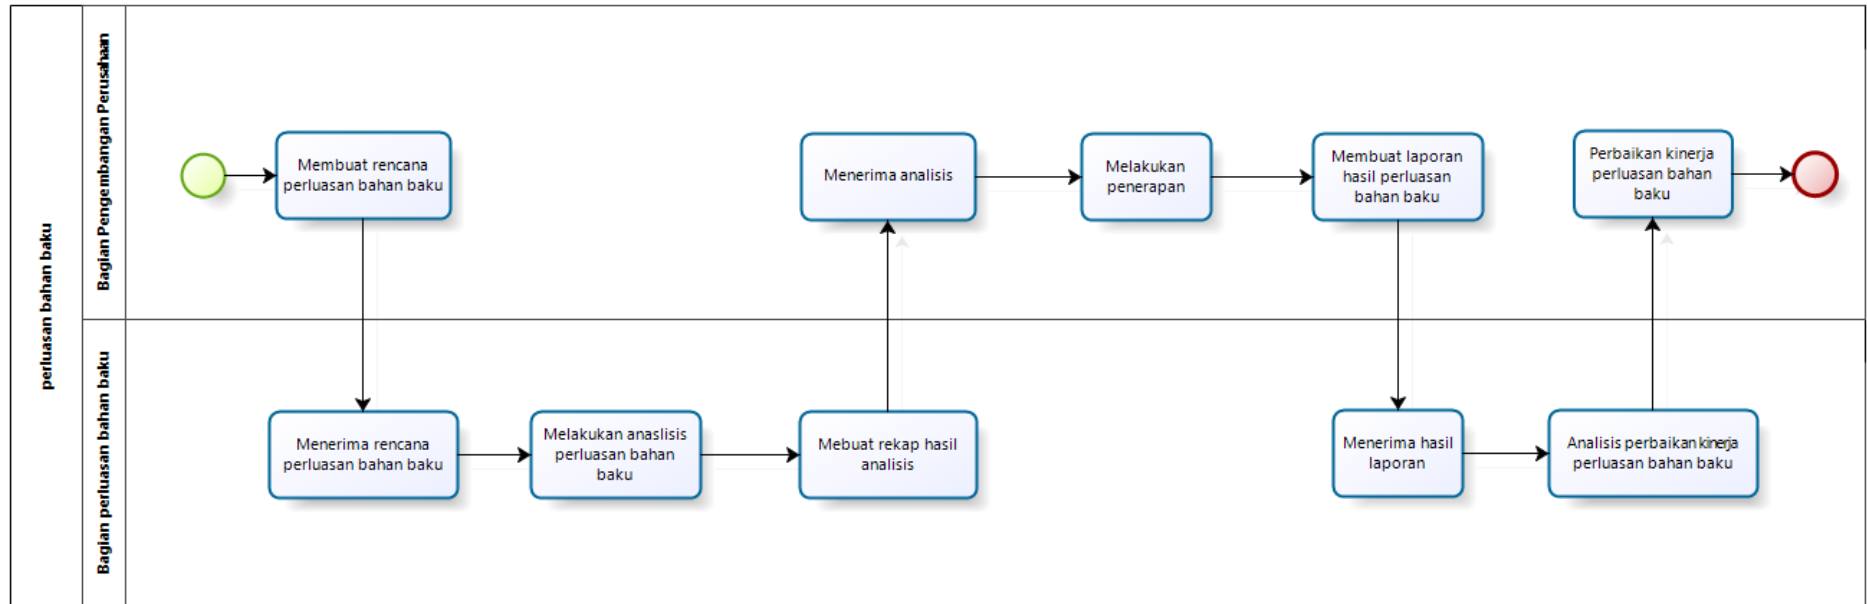 perluasan bahan baku
Bagian Pengembangan Perusahaan
Membuat rencana
perluasan bahan baku
Menerima analisis
Melakukan
penerapan
Membuat laporan
hasil perluasan
bahan baku
Perbaikan kinerja
perluasan bahan
baku
Bagian perluasan bahan baku
Menerima rencana
perluasan bahan baku
Melakukan anaslisis
perluasan bahan
baku
Mebuat rekap hasil
analisis
Menerima hasil
laporan
Analisis perbaikan kinerja
perluasan bahan baku